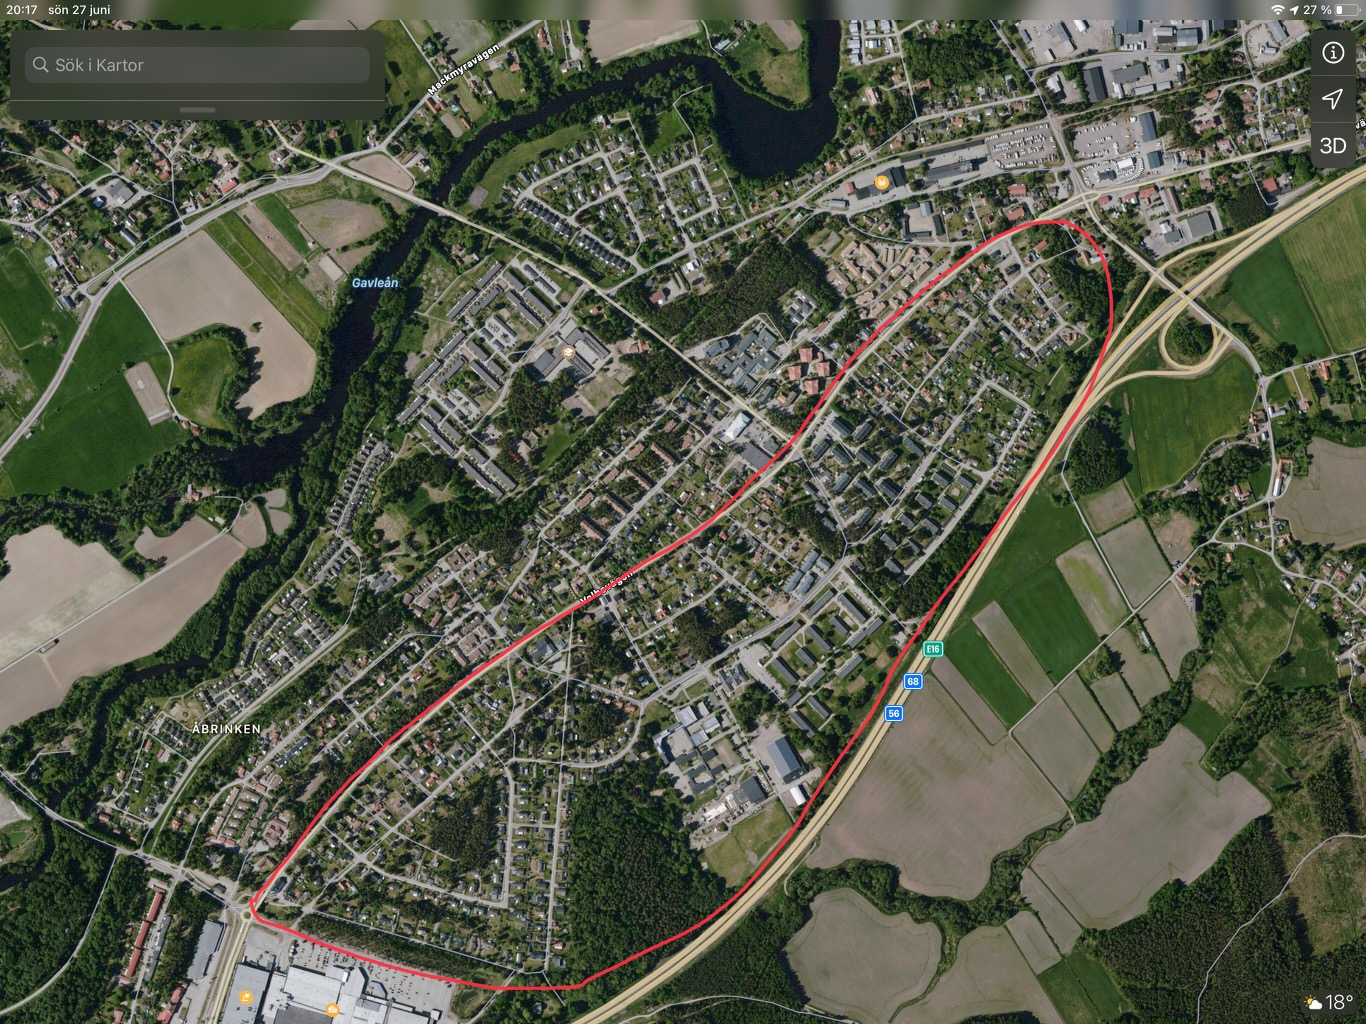 20:17 sön 27 juni
27 %
Sök i Kartor
Mackmyravägen
3D
Gavleån
E16
68
56
ÅBRINKEN
18°